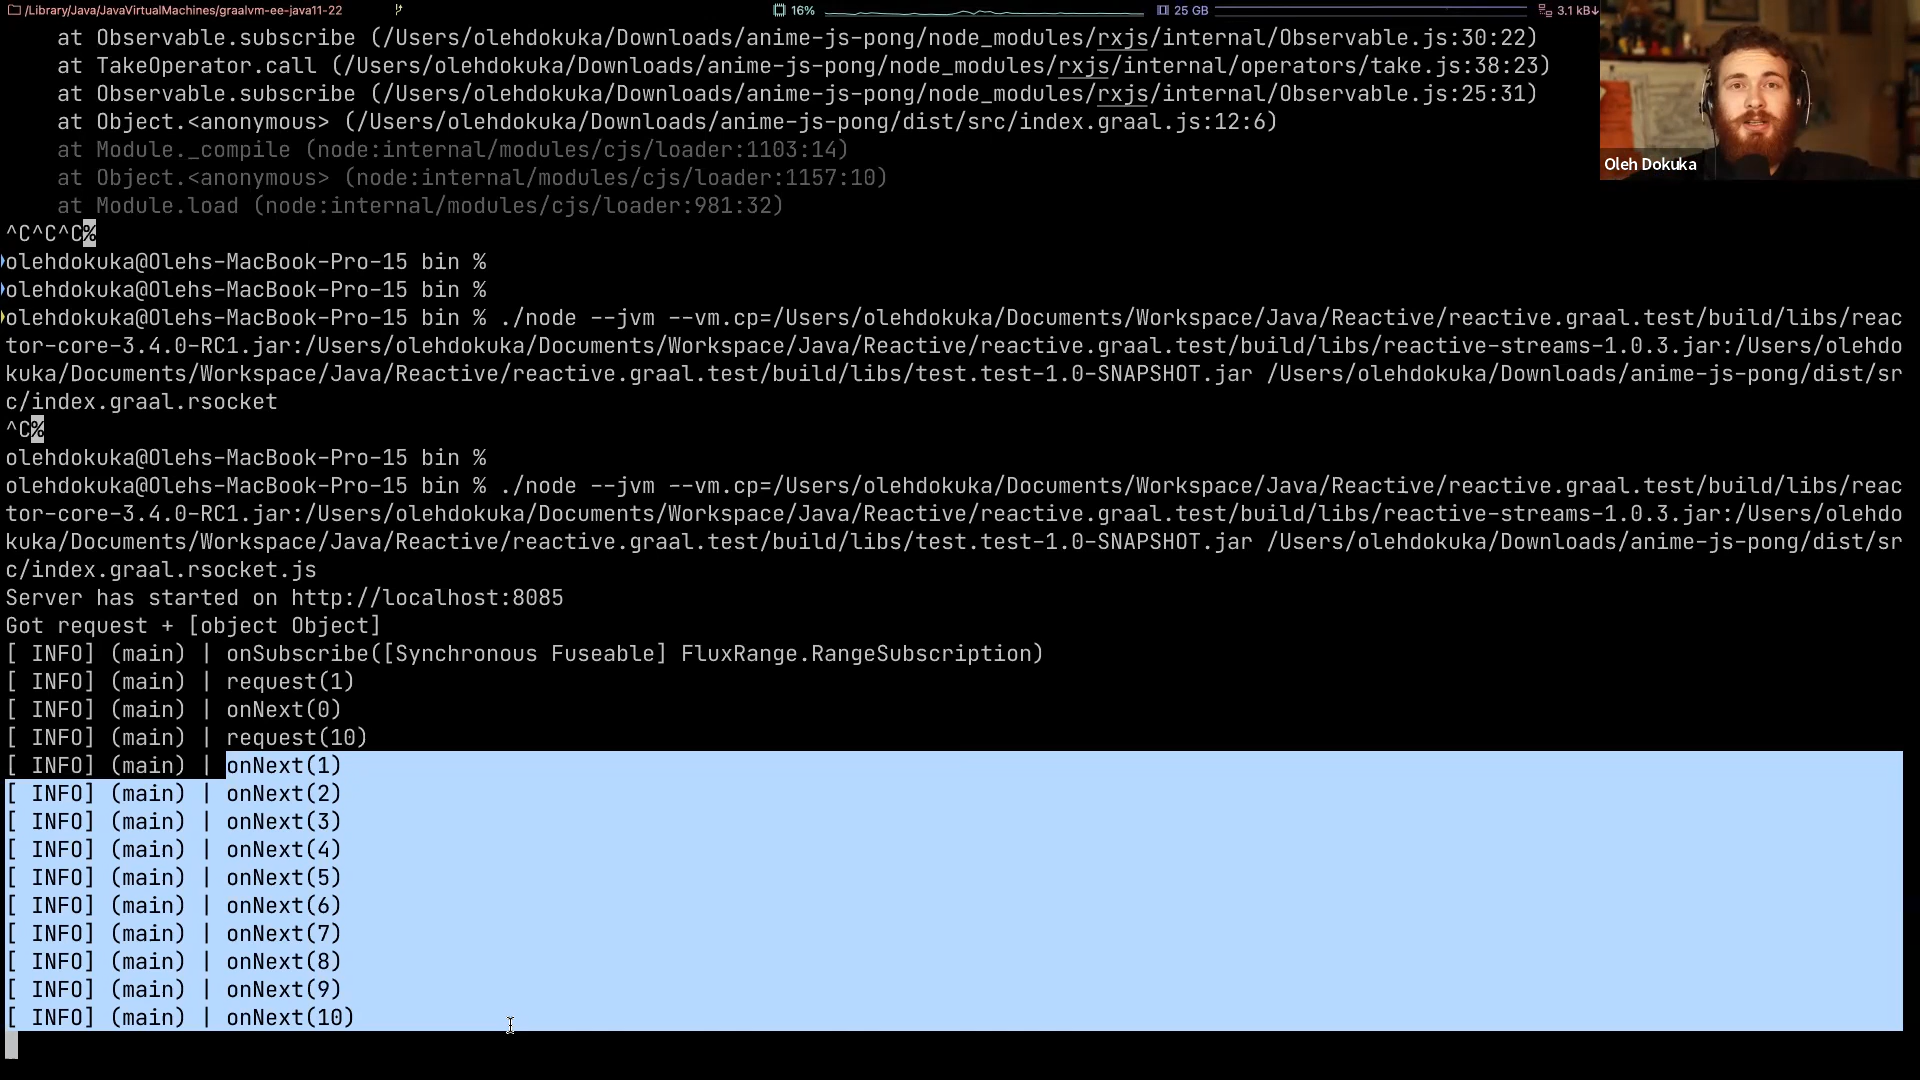 /Library/Java/JavaVirtualMachines/graalvm-ee-java11-22
16%
25 GB
3.1 kB↓
at Observable.subscribe (/Users/olehdokuka/Downloads/anime-js-pong/node_modules/rxjs/internal/Observable.js:30:22)
at TakeOperator.call (/Users/olehdokuka/Downloads/anime-js-pong/node_modules/rxjs/internal/operators/take.js:38:23)
at Observable.subscribe (/Users/olehdokuka/Downloads/anime-js-pong/node_modules/rxjs/internal/Observable.js:25:31)
at Object.<anonymous> (/Users/olehdokuka/Downloads/anime-js-pong/dist/src/index.graal.js:12:6)
at Module._compile (node:internal/modules/cjs/loader:1103:14)
at Object.<anonymous> (node:internal/modules/cjs/loader:1157:10)
at Module.load (node:internal/modules/cjs/loader:981:32)
Oleh Dokuka
^C^C^C%
olehdokuka@Olehs-MacBook-Pro-15 bin %
olehdokuka@Olehs-MacBook-Pro-15 bin %
olehdokuka@Olehs-MacBook-Pro-15 bin % ./node --jvm --vm.cp=/Users/olehdokuka/Documents/Workspace/Java/Reactive/reactive.graal.test/build/libs/reac
tor-core-3.4.0-RC1.jar:/Users/olehdokuka/Documents/Workspace/Java/Reactive/reactive.graal.test/build/libs/reactive-streams-1.0.3.jar:/Users/olehdo
kuka/Documents/Workspace/Java/Reactive/reactive.graal.test/build/libs/test.test-1.0-SNAPSHOT.jar /Users/olehdokuka/Downloads/anime-js-pong/dist/sr
c/index.graal.rsocket
^C%
olehdokuka@Olehs-MacBook-Pro-15 bin %
olehdokuka@Olehs-MacBook-Pro-15 bin % ./node --jvm --vm.cp=/Users/olehdokuka/Documents/Workspace/Java/Reactive/reactive.graal.test/build/libs/reac
tor-core-3.4.0-RC1.jar:/Users/olehdokuka/Documents/Workspace/Java/Reactive/reactive.graal.test/build/libs/reactive-streams-1.0.3.jar:/Users/olehdo
kuka/Documents/Workspace/Java/Reactive/reactive.graal.test/build/libs/test.test-1.0-SNAPSHOT.jar /Users/olehdokuka/Downloads/anime-js-pong/dist/sr
c/index.graal.rsocket.js
Server has started on http://localhost:8085
Got request + [object Object]
[ INFO] (main) | onSubscribe([Synchronous Fuseable] FluxRange.RangeSubscription)
[ INFO] (main) | request(1)
[ INFO] (main) | onNext(0)
[ INFO] (main) | request(10)
[ INFO] (main) | onNext(1)
[ INFO] (main) | onNext(2)
[ INFO] (main) | onNext(3)
[ INFO] (main) | onNext(4)
[ INFO] (main) | onNext(5)
[ INFO] (main) | onNext(6)
[ INFO] (main) | onNext(7)
[ INFO] (main) | onNext(8)
[ INFO] (main) | onNext(9)
[ INFO] (main) | onNext(10)